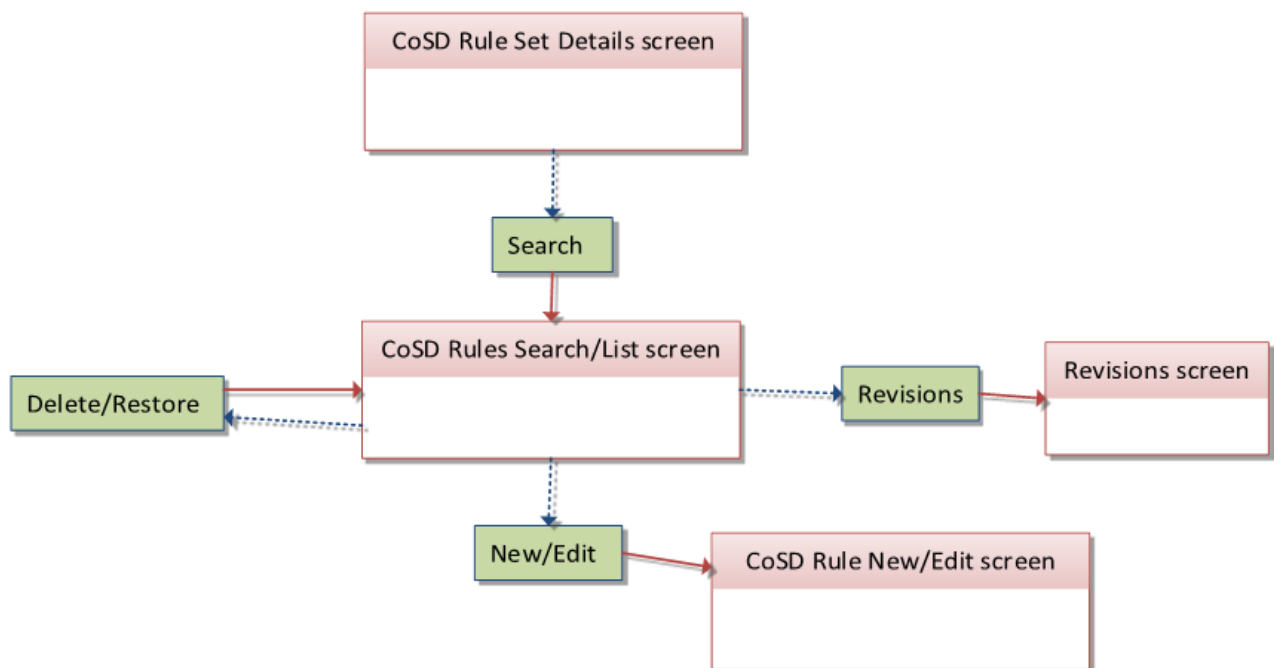 CoSD Rule Set Details screen
Search
CoSD Rules Search/List screen
Delete/Restore
Revisions
Revisions screen
New/Edit
CoSD Rule New/Edit screen